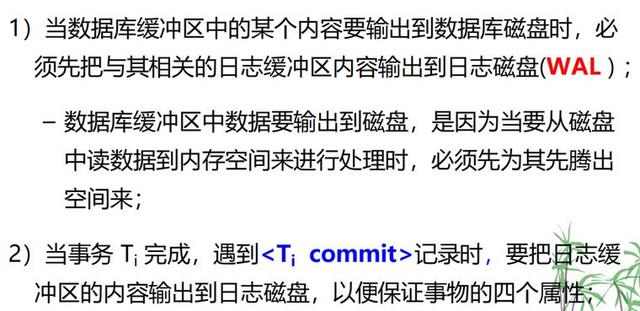 1）当数据库缓冲区中的某个内容要输出到数据库磁盘时，必
须先把与其相关的日志缓冲区内容输出到日志磁盘(WAL )；
– 数据库缓冲区中数据要输出到磁盘，是因为当要从磁盘
中读数据到内存空间来进行处理时，必须先为其先腾出
空间来；
2）当事务 Ti 完成，遇到<Ti commit>记录时，要把日志缓
冲区的内容输出到日志磁盘，以便保证事物的四个属性；